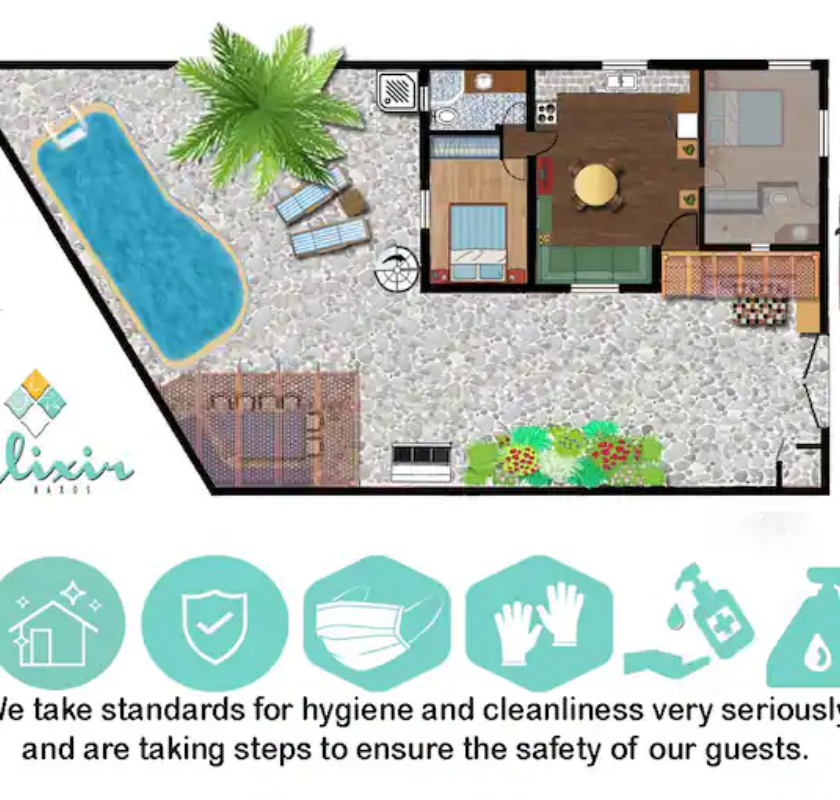 lixir
NAXOS
We take standards for hygiene and cleanliness very seriously
and are taking steps to ensure the safety of our guests.